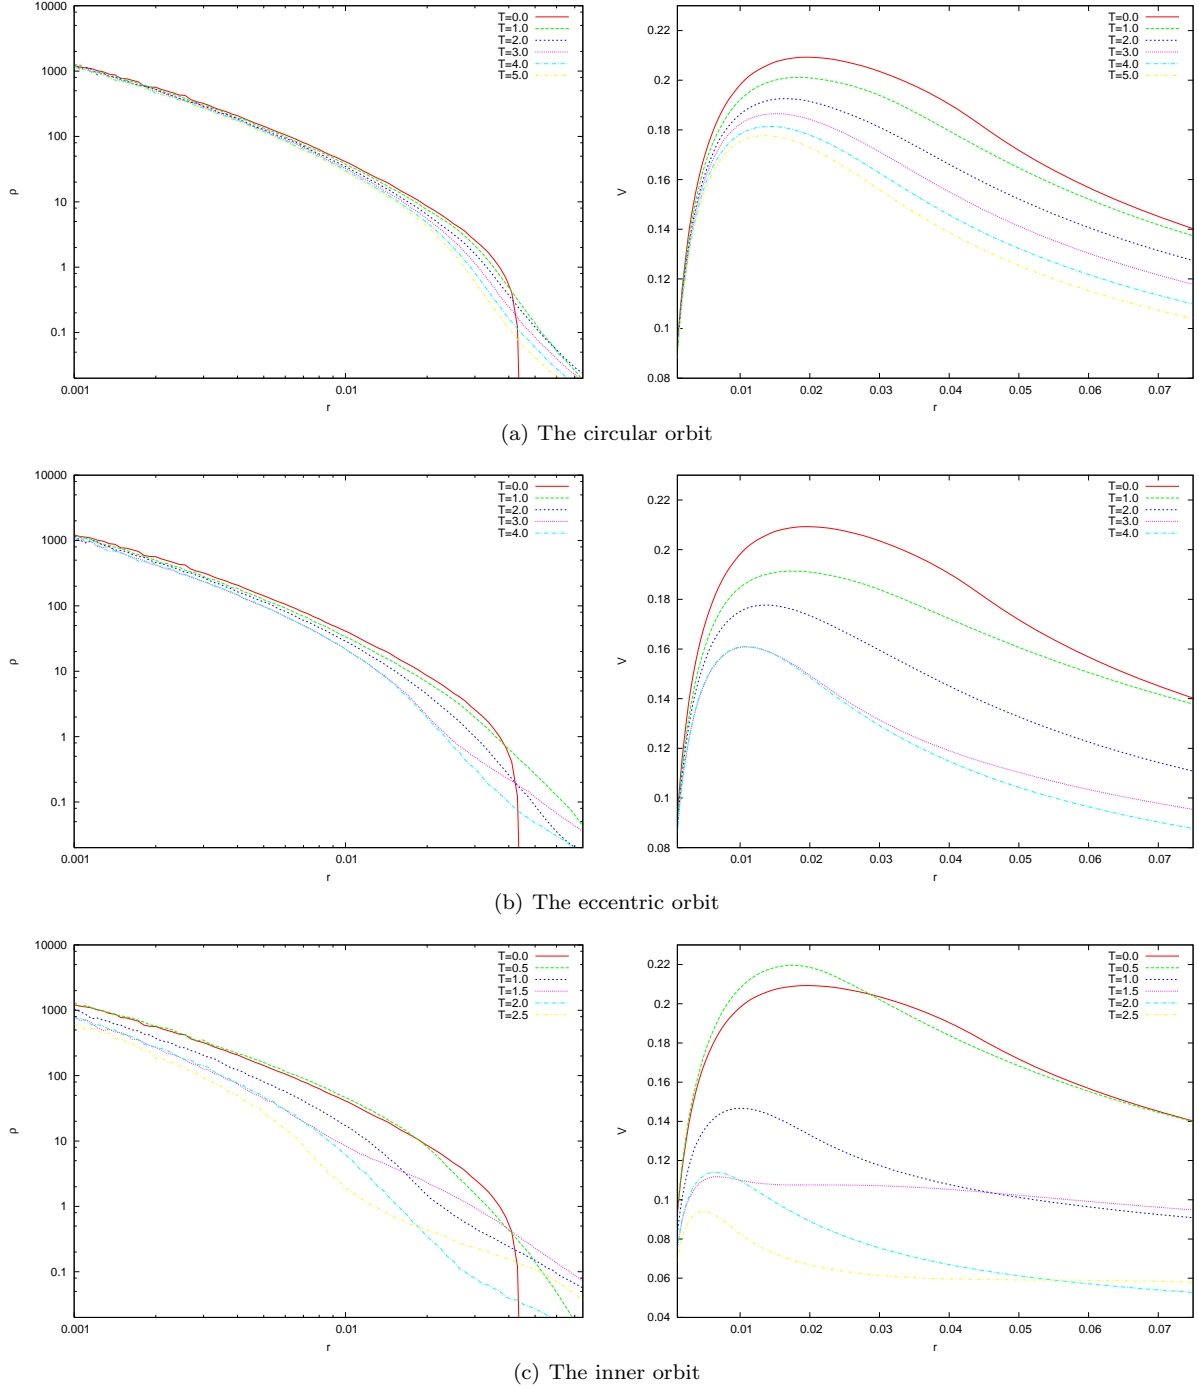 10000
1000
100
10
1
0.1
ρ
0.001
0.01
r
T=0.0
T=1.0
T=2.0
T=3.0
T=4.0
T=5.0
0.22
0.2
0.18
0.16
0.14
0.12
0.1
0.08
V
0.01
0.02
0.03
0.04
0.05
0.06
0.07
r
T=0.0
T=1.0
T=2.0
T=3.0
T=4.0
T=5.0
(a) The circular orbit
10000
1000
100
10
1
0.1
ρ
0.001
0.01
r
T=0.0
T=1.0
T=2.0
T=3.0
T=4.0
0.22
0.2
0.18
0.16
0.14
0.12
0.1
0.08
V
0.01
0.02
0.03
0.04
0.05
0.06
0.07
r
T=0.0
T=1.0
T=2.0
T=3.0
T=4.0
(b) The eccentric orbit
10000
1000
100
10
1
0.1
ρ
0.001
0.01
r
T=0.0
T=0.5
T=1.0
T=1.5
T=2.0
T=2.5
0.22
0.2
0.18
0.16
0.14
0.12
0.1
0.08
0.06
0.04
V
0.01
0.02
0.03
0.04
0.05
0.06
0.07
r
T=0.0
T=0.5
T=1.0
T=1.5
T=2.0
T=2.5
(c) The inner orbit